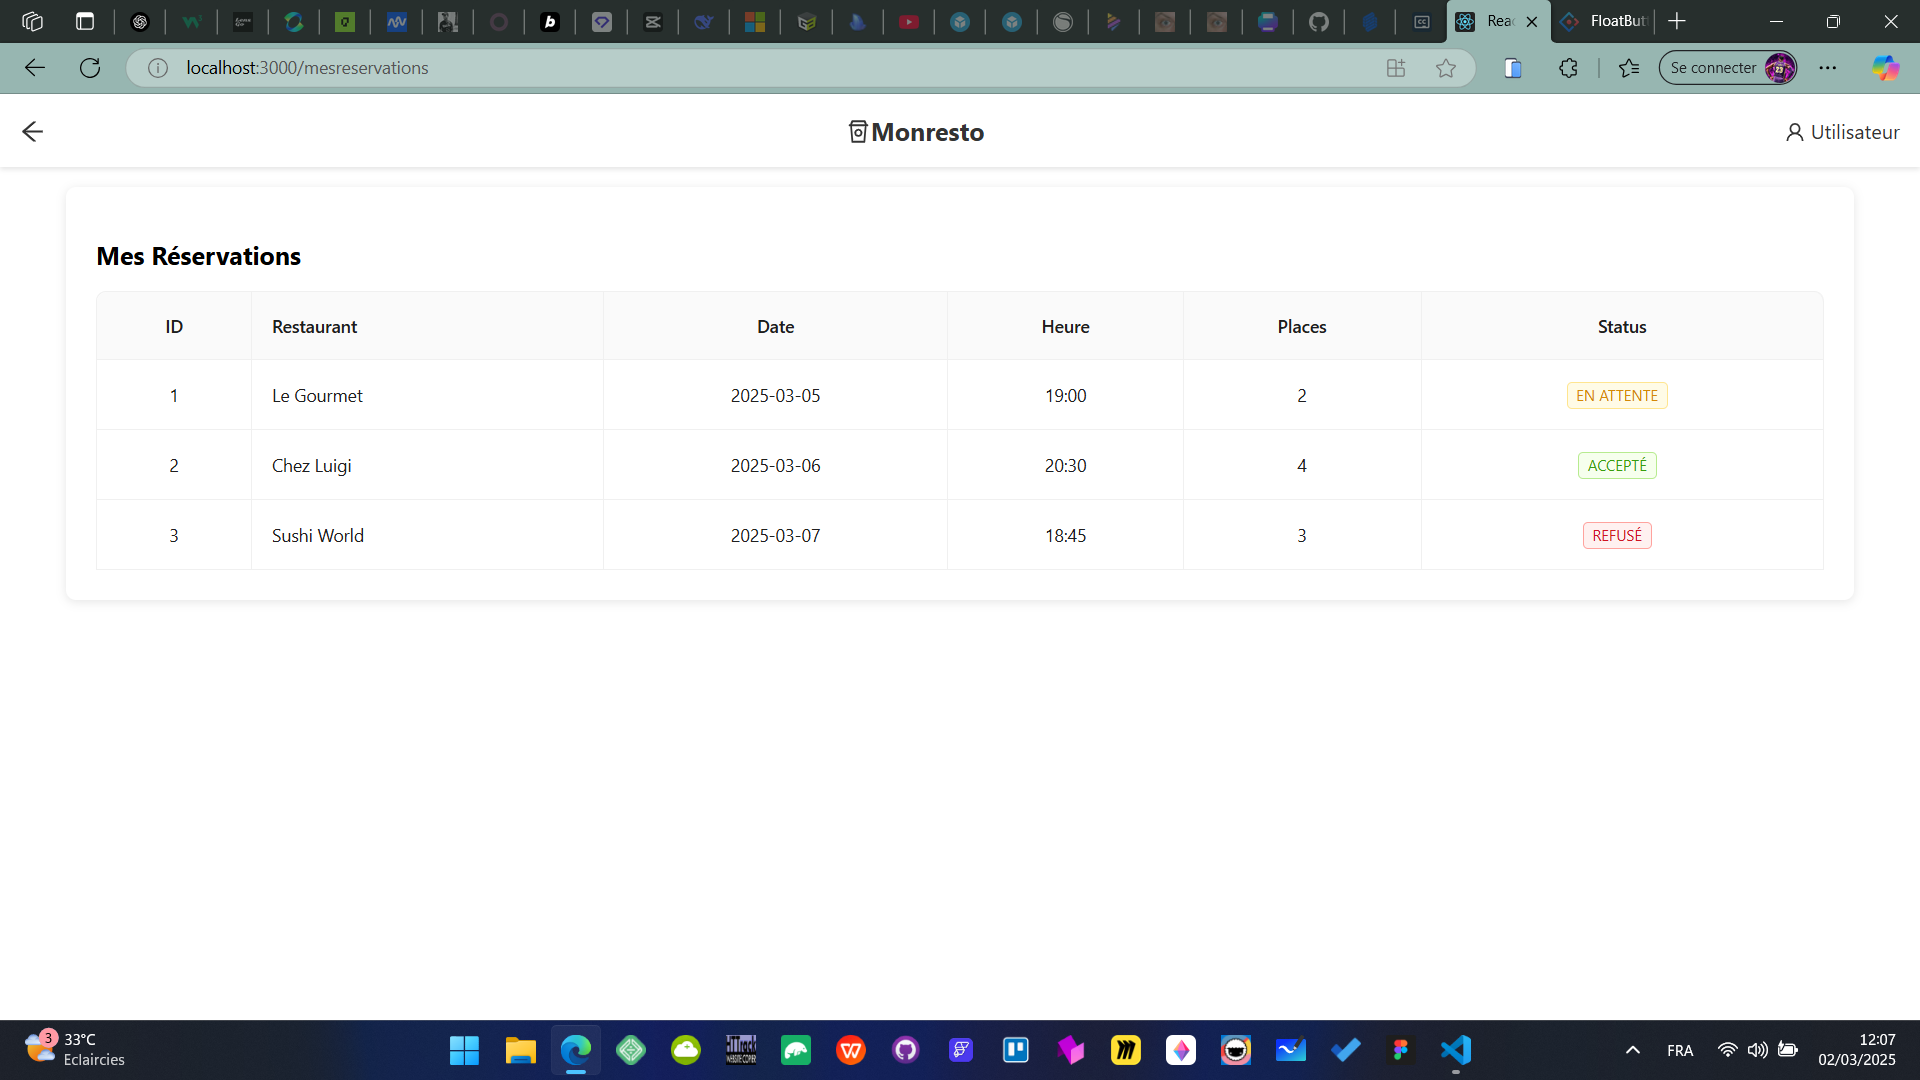 Reac
FloatBut
localhost:3000/mesreservations
Se connecter
Monresto
Utilisateur
Mes Réservations
ID Restaurant Date Heure Places Status
1 Le Gourmet 2025-03-05 19:00 2 EN ATTENTE
2 Chez Luigi 2025-03-06 20:30 4 ACCEPTÉ
3 Sushi World 2025-03-07 18:45 3 REFUSÉ
3
33°C
Eclaircies
FRA
12:07
02/03/2025